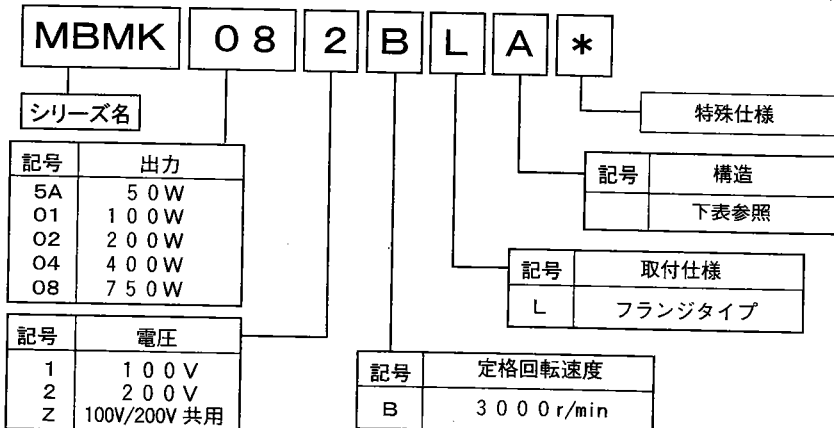 MBMK 08 2 B L A *
シリーズ名
特殊仕様
記号 出力
5A 50W
01 100W
02 200W
04 400W
08 750W
記号 構造
下表参照
記号 取付仕様
L フランジタイプ
記号 電圧
1 100V
2 200V
Z 100V/200V 共用
記号 定格回転速度
B 3000r/min